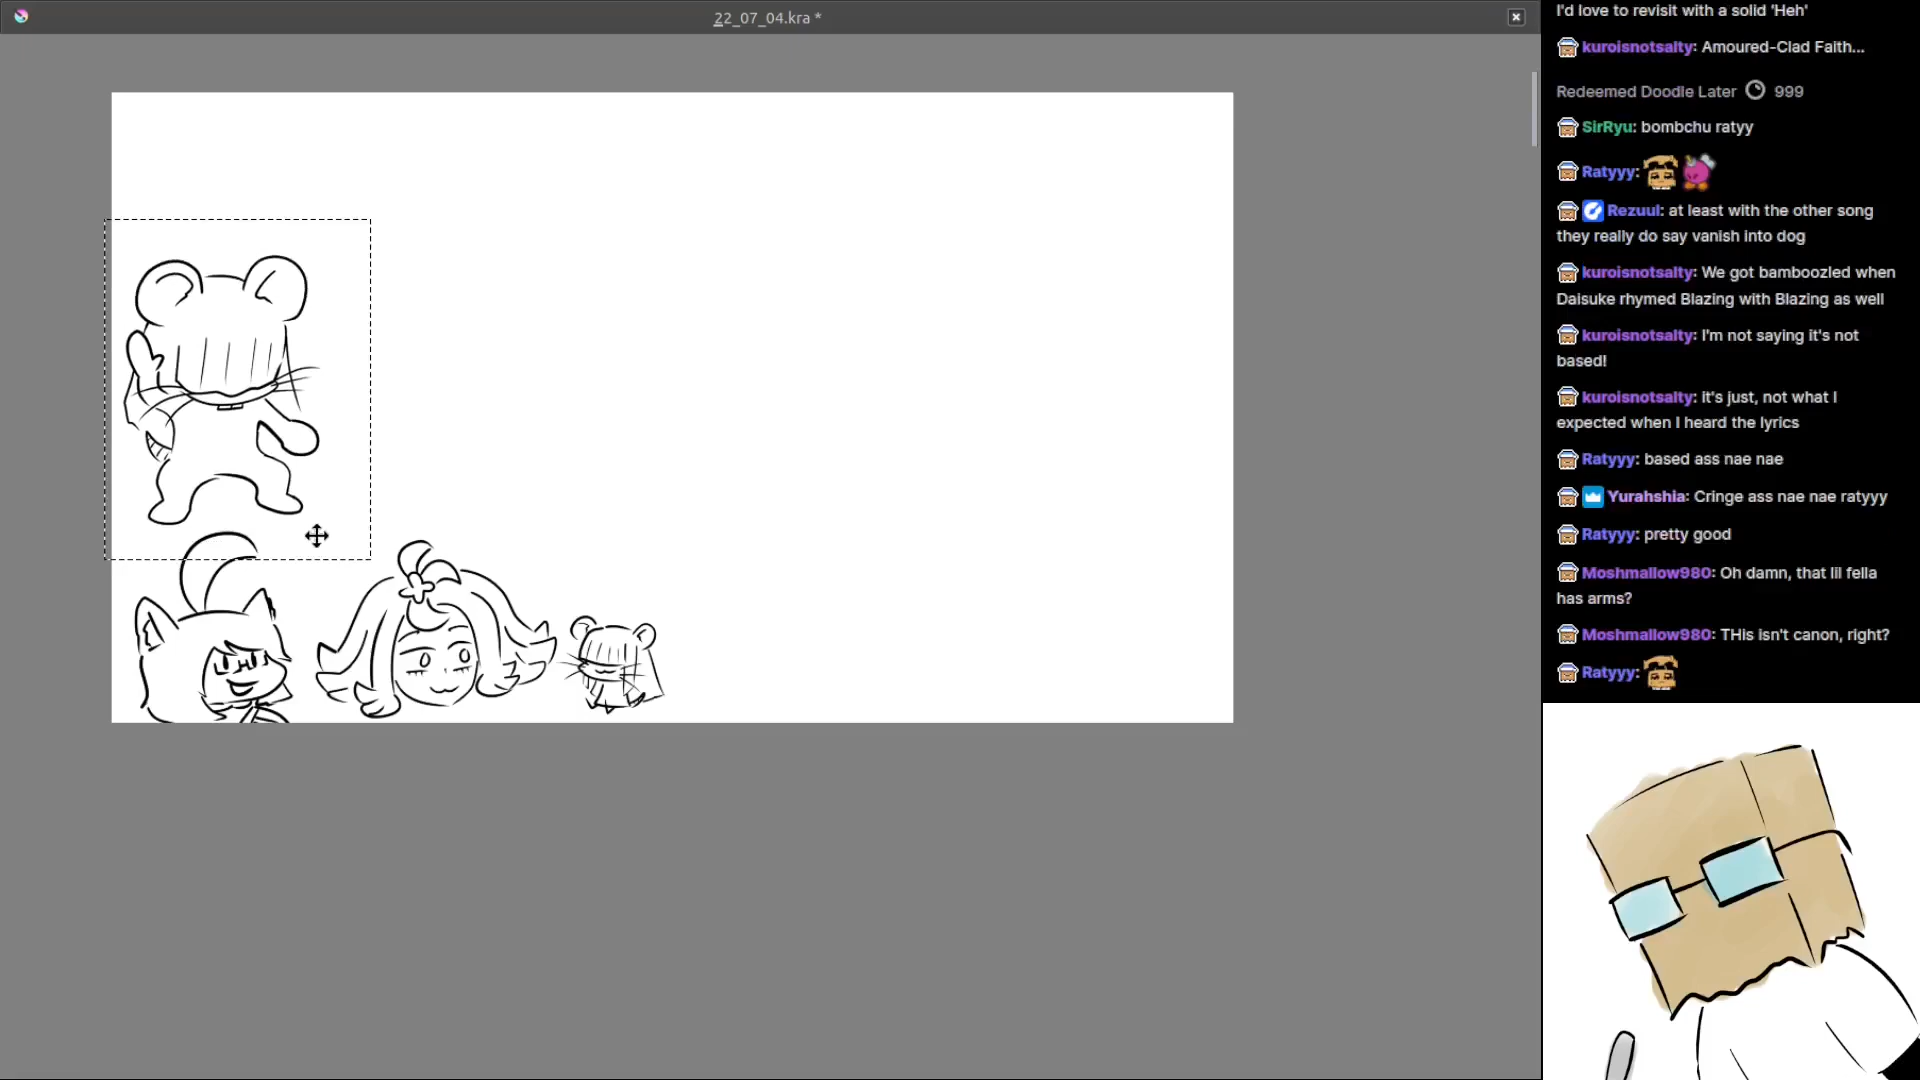 22_07_04.kra *
I'd love to revisit with a solid 'Heh'
kuroisnotsalty: Amoured-Clad Faith...
Redeemed Doodle Later 999
SirRyu: bombchu ratyy
Ratyyy:
Rezuul: at least with the other song
they really do say vanish into dog
kuroisnotsalty: We got bamboozled when
Daisuke rhymed Blazing with Blazing as well
kuroisnotsalty: I'm not saying it's not
based!
kuroisnotsalty: it's just, not what I
expected when I heard the lyrics
Ratyyy: based ass nae nae
Yurahshia: Cringe ass nae nae ratyyy
Ratyyy: pretty good
Moshmallow980: Oh damn, that lil fella
has arms?
Moshmallow980: THis isn't canon, right?
Ratyyy: